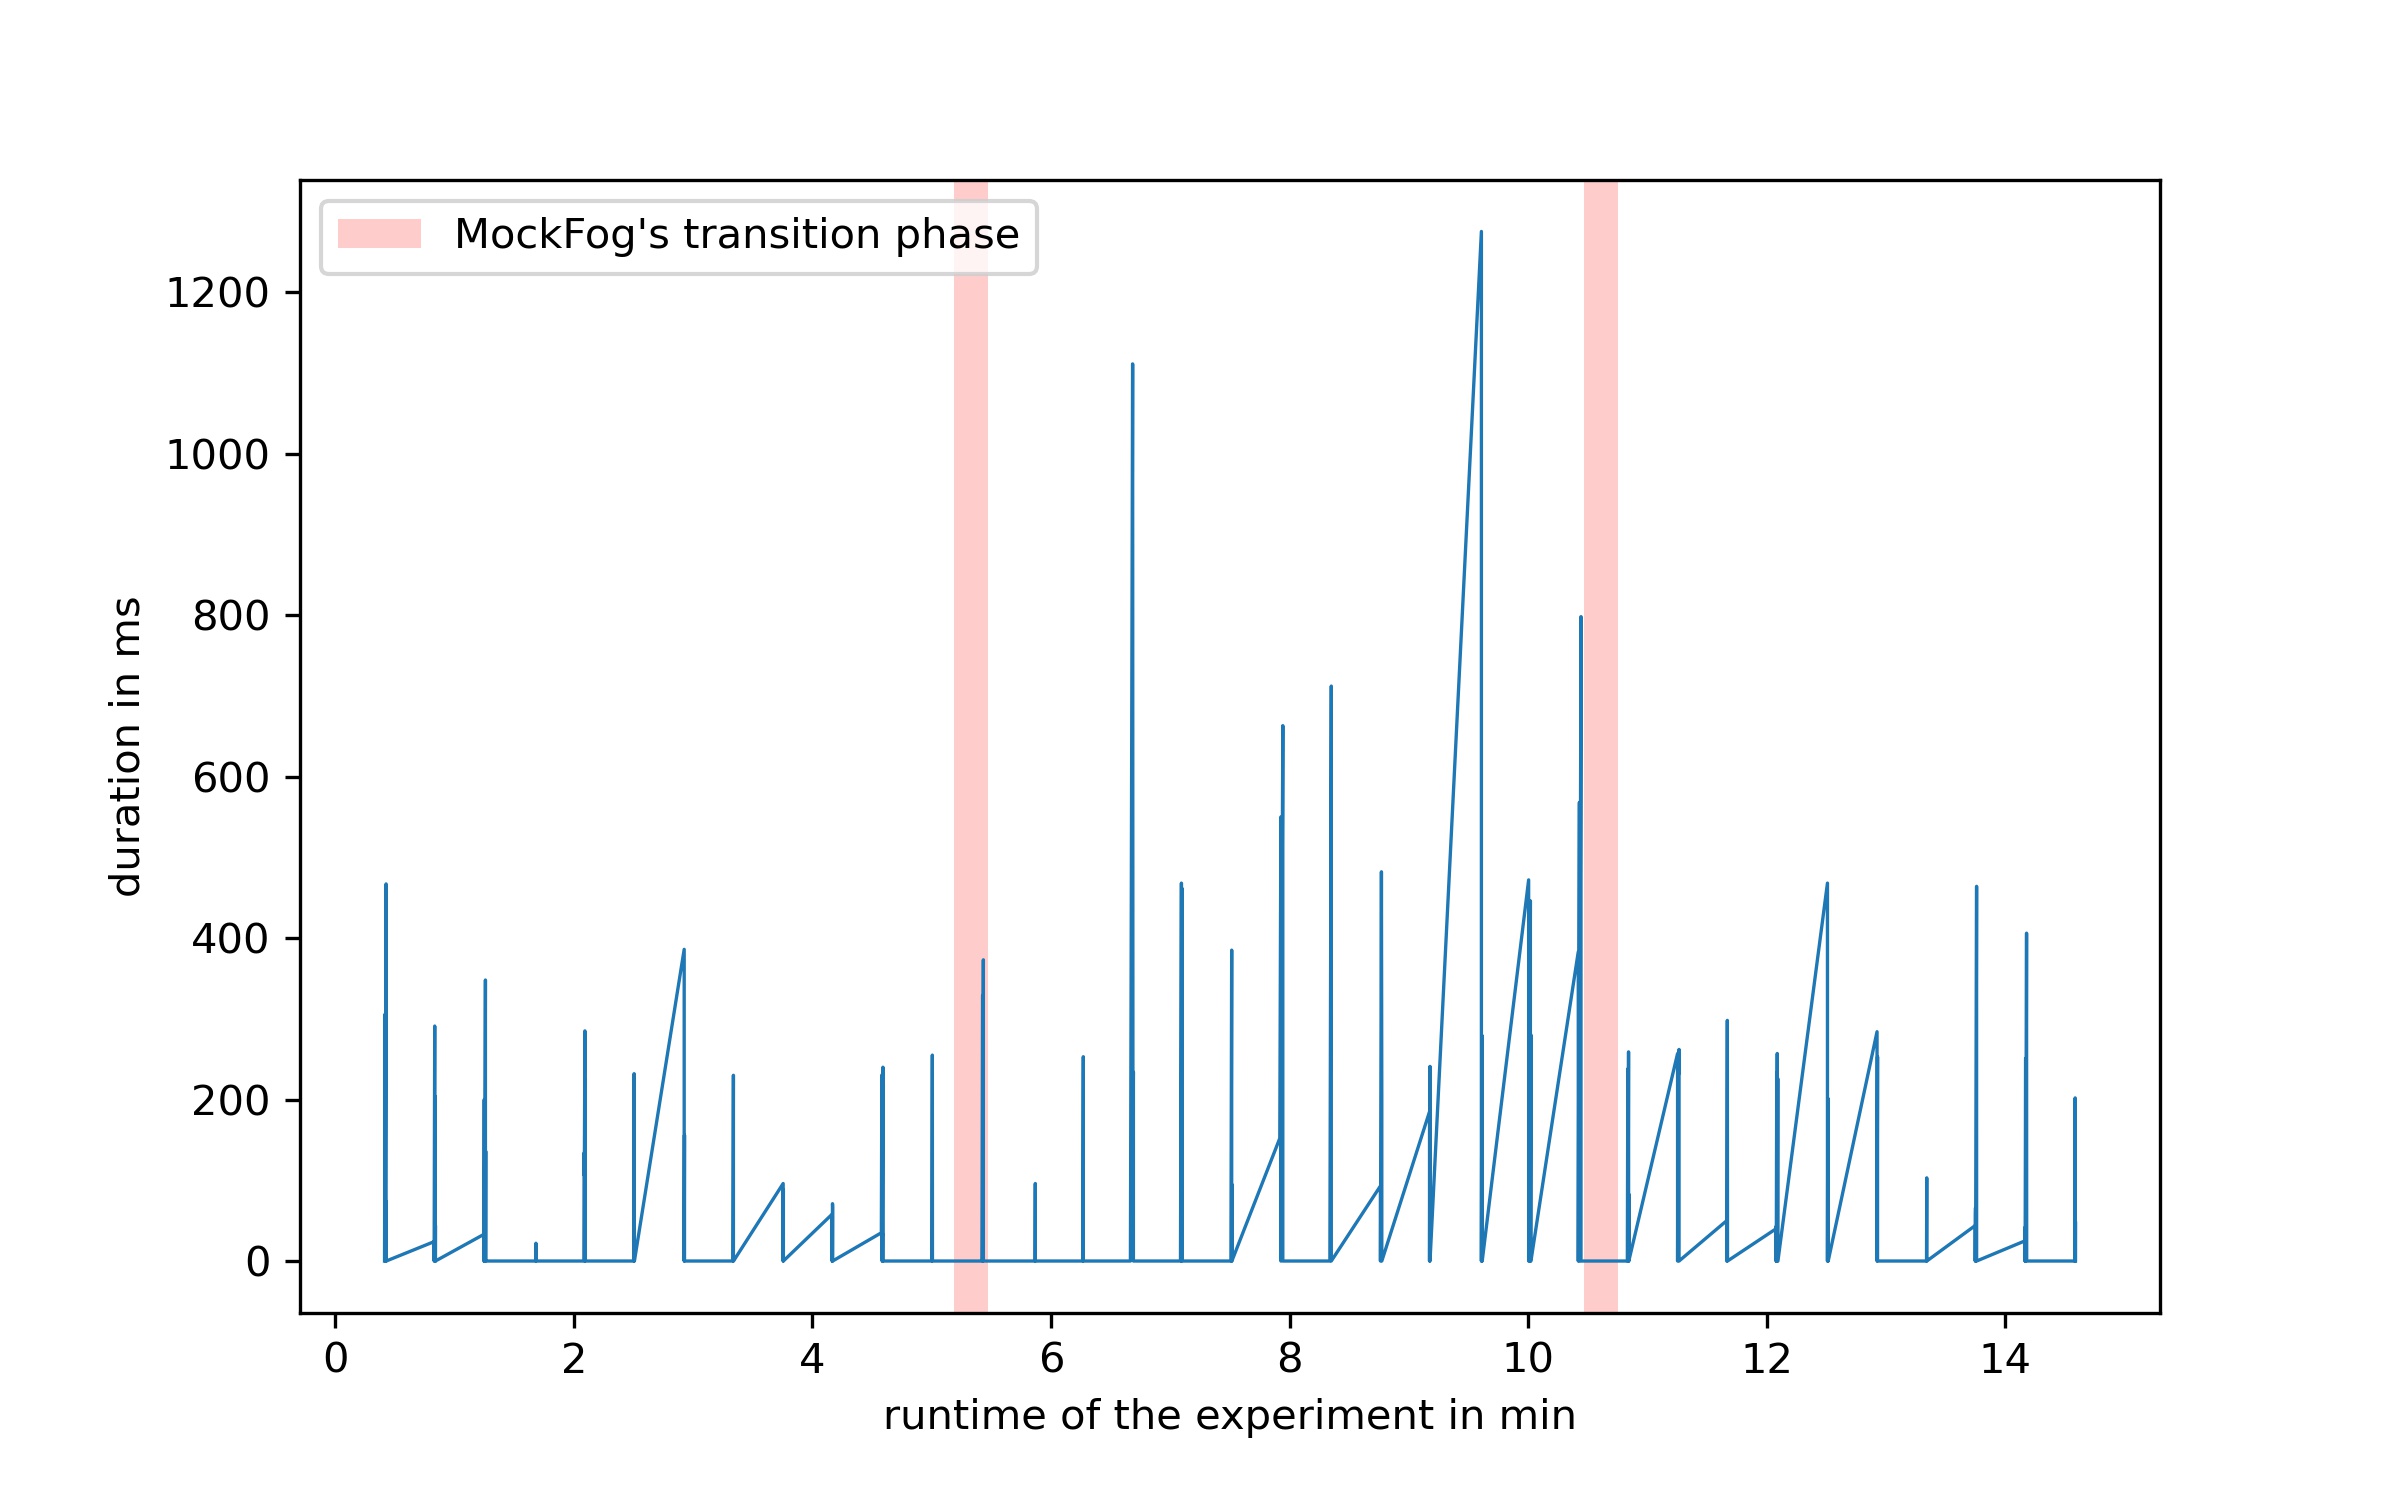 MockFog's transition phase
1200
1000
800
600
400
200
0
duration in ms
0 2 4 6 8 10 12 14
runtime of the experiment in min